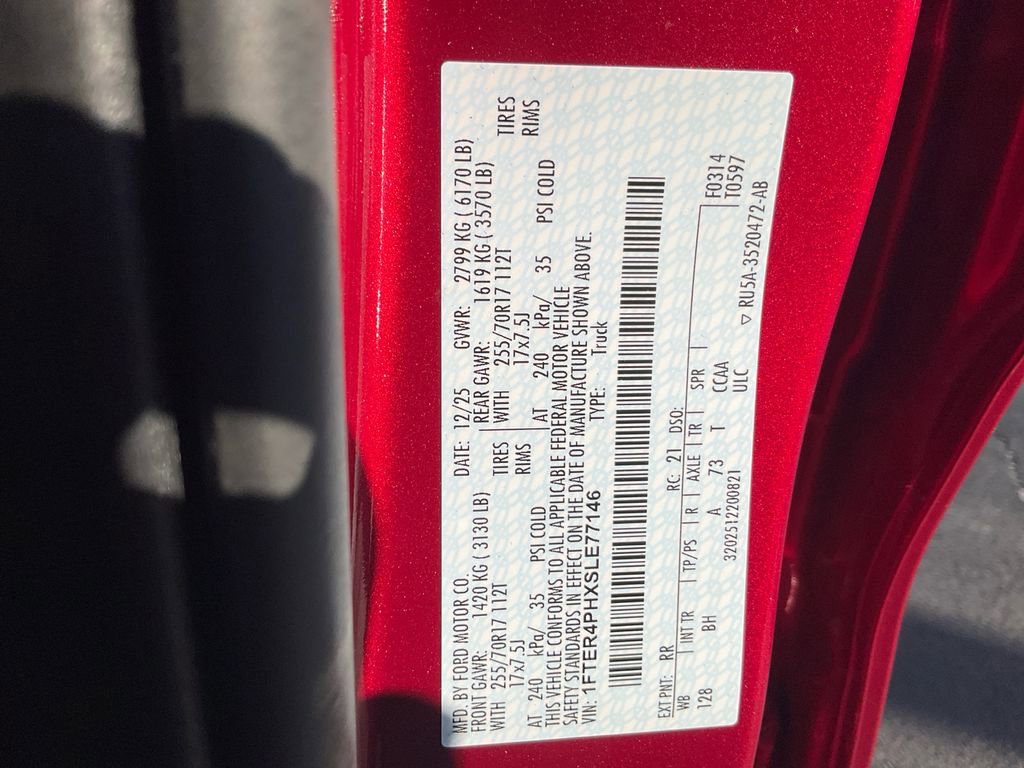 MFD. BY FORD MOTOR CO. DATE: 12/25 GVWR: 2799 KG ( 6170 LB)
FRONT GAWR: 1420 KG ( 3130 LB) REAR GAWR: 1619 KG ( 3570 LB)
WITH 255/70R17 112T TIRES WITH 255/70R17 112T TIRES
17x7.5J RIMS 17x7.5J RIMS
AT 240 kPa/ 35 PSI COLD AT 240 kPa/ 35 PSI COLD
THIS VEHICLE CONFORMS TO ALL APPLICABLE FEDERAL MOTOR VEHICLE
SAFETY STANDARDS IN EFFECT ON THE DATE OF MANUFACTURE SHOWN ABOVE.
VIN: 1FTER4PHXSLE77146 TYPE: Truck
EXT PNT: RR RC: 21 DSO: F0314
WB INT TR TP/PS R AXLE TR SPR T0597
128 BH A 73 T CCAA
3202512200821 ULC ▽ RU5A-3520472-AB